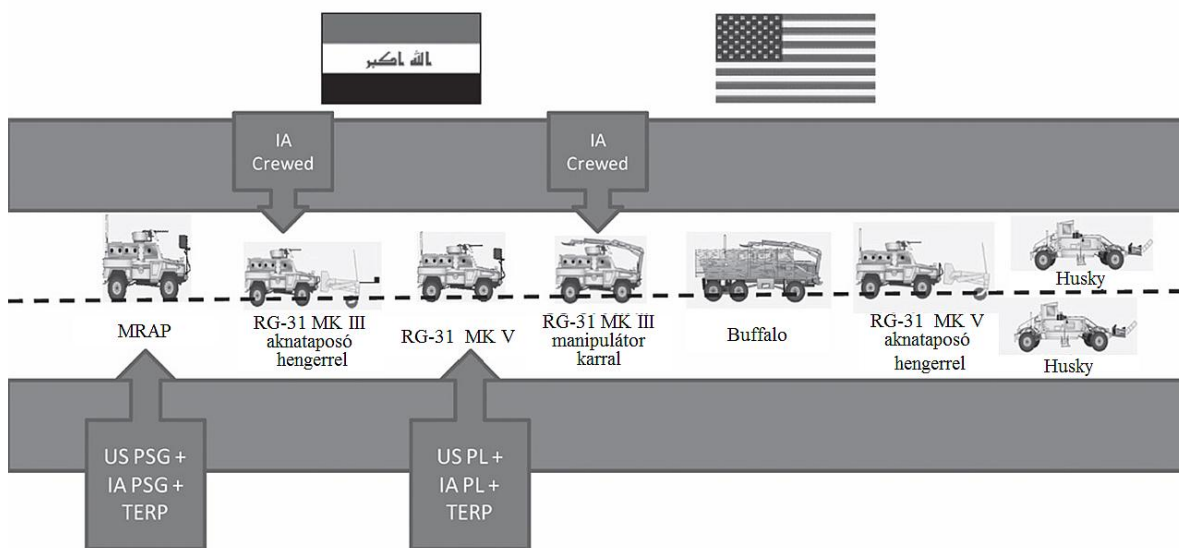 الله اكبر
IA
Crewed
IA
Crewed
MRAP
RG-31 MK III
aknataposó
hengerrel
RG-31 MK V
RG-31 MK III
manipulátor
karral
Buffalo
RG-31 MK V
aknataposó
hengerrel
Husky
Husky
US PSG +
IA PSG +
TERP
US PL +
IA PL +
TERP